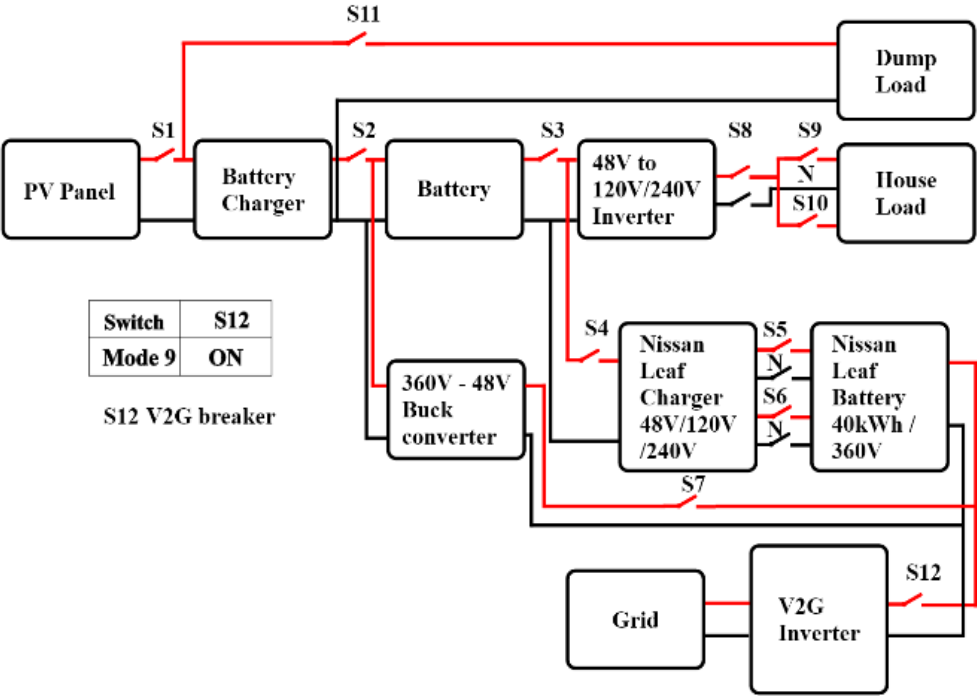 S11
Dump
Load
S1
S2
S3
S8
S9
PV Panel
Battery
Charger
Battery
48V to
120V/240V
Inverter
N
S10
House
Load
Switch S12
Mode 9 ON
S12 V2G breaker
S4
S5
N
S6
N
360V - 48V
Buck
converter
Nissan
Leaf
Charger
48V/120V
/240V
Nissan
Leaf
Battery
40kWh /
360V
S7
S12
Grid
V2G
Inverter